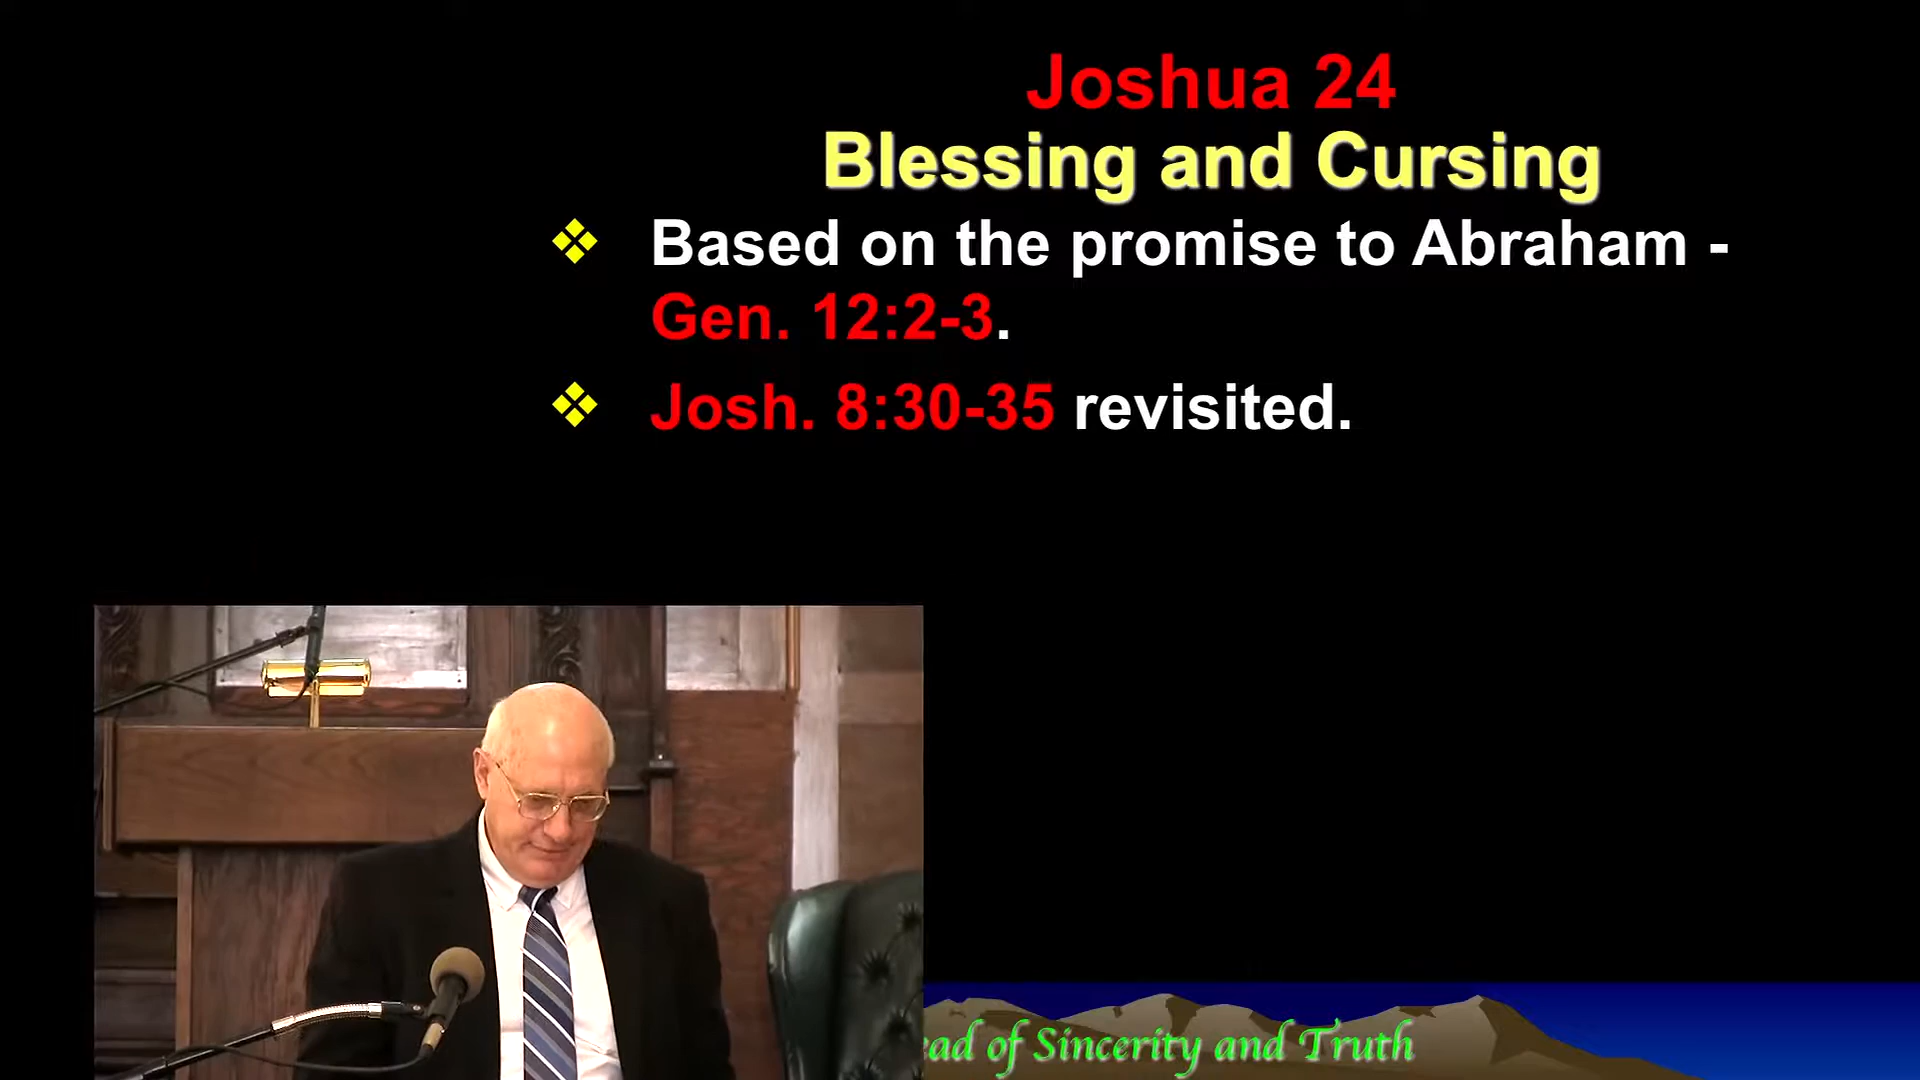 Joshua 24
Blessing and Cursing
Based on the promise to Abraham -
Gen. 12:2-3.
Josh. 8:30-35 revisited.
of Sincerity and Truth